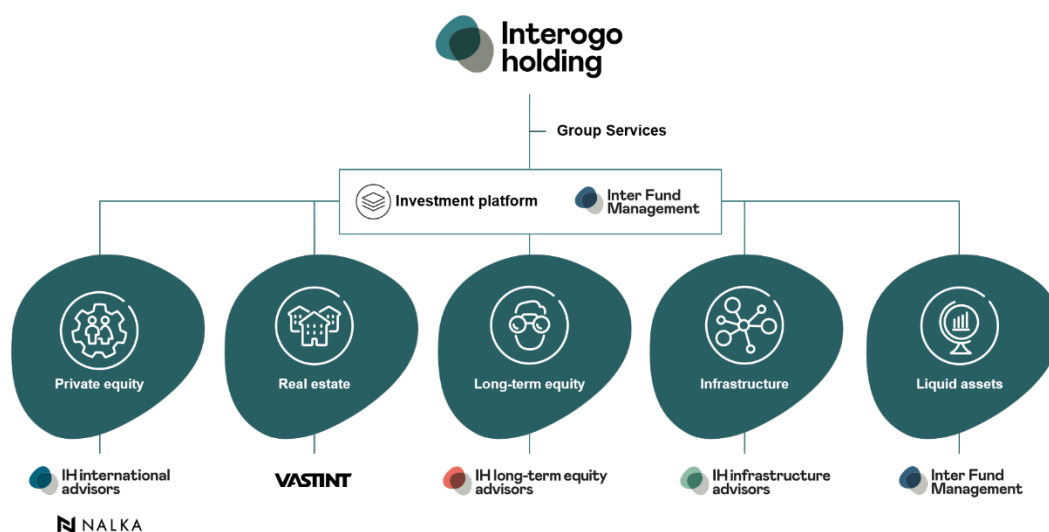 Interogo
holding
Group Services
Investment platform
Inter Fund
Management
Private equity
Real estate
Long-term equity
Infrastructure
Liquid assets
IH international
advisors
VASTINT
IH long-term equity
advisors
IH infrastructure
advisors
Inter Fund
Management
NALKA